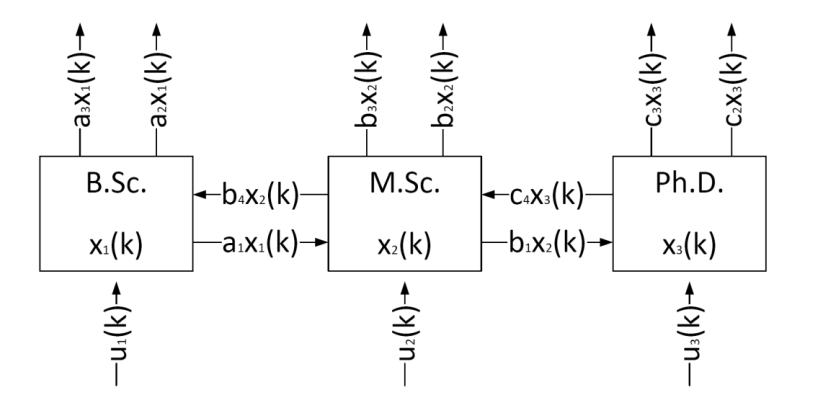 a₃x₁(k)
a₂x₁(k)
b₃x₂(k)
b₂x₂(k)
c₃x₃(k)
c₂x₃(k)
B.Sc.
M.Sc.
Ph.D.
b₄x₂(k)
c₄x₃(k)
x₁(k)
a₁x₁(k)
x₂(k)
b₁x₂(k)
x₃(k)
u₁(k)
u₂(k)
u₃(k)